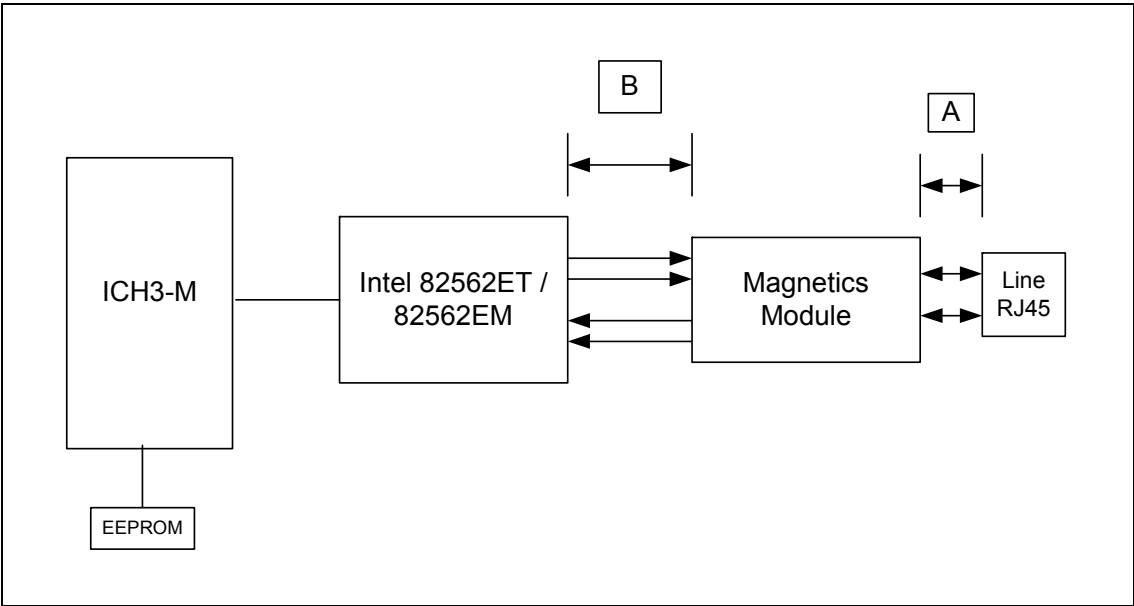 B
A
ICH3-M
Intel 82562ET /
82562EM
Magnetics
Module
Line
RJ45
EEPROM